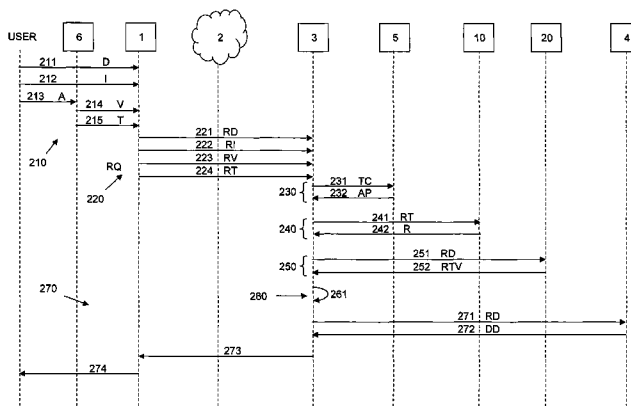 USER 6 1 2 3 5 10 20 4
211 D
212 I
213 A
214 V
215 T
210
221 RD
222 RI
RQ 223 RV
220 224 RT
230 231 TC
232 AP
240 241 RT
242 R
250 251 RD
252 RTV
270
260 261
271 RD
272 DD
273
274